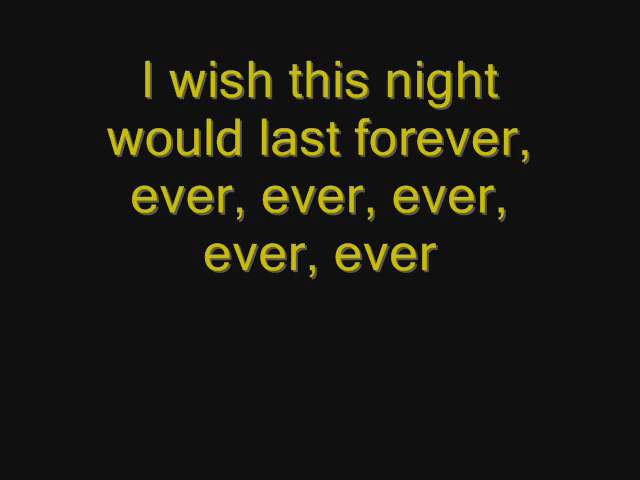 I wish this night
would last forever,
ever, ever, ever,
ever, ever